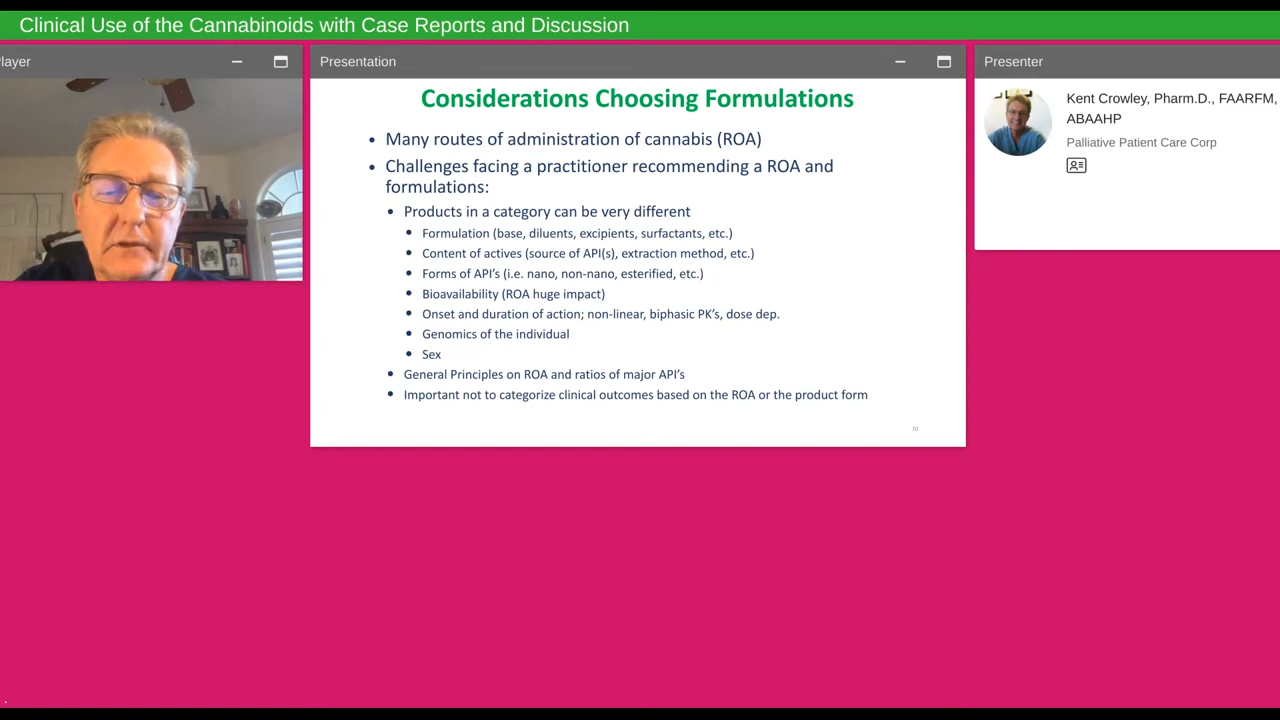 Clinical Use of the Cannabinoids with Case Reports and Discussion
layer
Presentation
Considerations Choosing Formulations
• Many routes of administration of cannabis (ROA)
• Challenges facing a practitioner recommending a ROA and
formulations:
• Products in a category can be very different
• Formulation (base, diluents, excipients, surfactants, etc.)
• Content of actives (source of API(s), extraction method, etc.)
• Forms of API’s (i.e. nano, non-nano, esterified, etc.)
• Bioavailability (ROA huge impact)
• Onset and duration of action; non-linear, biphasic PK’s, dose dep.
• Genomics of the individual
• Sex
• General Principles on ROA and ratios of major API’s
• Important not to categorize clinical outcomes based on the ROA or the product form
10
Presenter
Kent Crowley, Pharm.D., FAARFM,
ABAAHP
Palliative Patient Care Corp